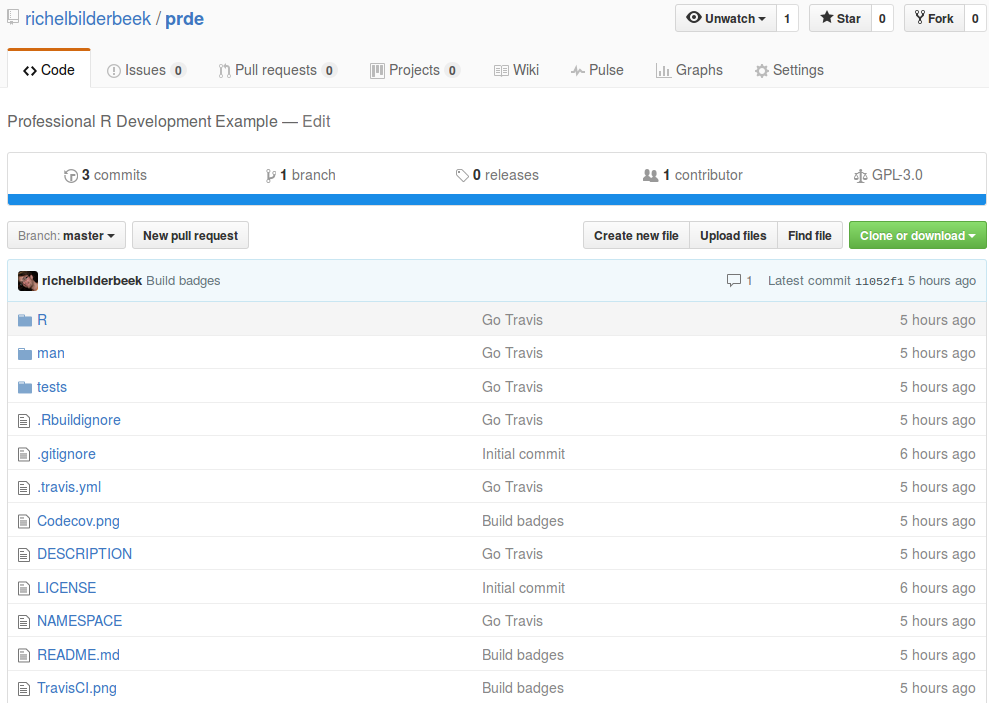 richelbilderbeek / prde Unwatch 1 Star 0 Fork 0
Code Issues 0 Pull requests 0 Projects 0 Wiki Pulse Graphs Settings
Professional R Development Example — Edit
3 commits 1 branch 0 releases 1 contributor GPL-3.0
Branch: master New pull request Create new file Upload files Find file Clone or download
richelbilderbeek Build badges 1 Latest commit 11052f1 5 hours ago
R Go Travis 5 hours ago
man Go Travis 5 hours ago
tests Go Travis 5 hours ago
.Rbuildignore Go Travis 5 hours ago
.gitignore Initial commit 6 hours ago
.travis.yml Go Travis 5 hours ago
Codecov.png Build badges 5 hours ago
DESCRIPTION Go Travis 5 hours ago
LICENSE Initial commit 6 hours ago
NAMESPACE Go Travis 5 hours ago
README.md Build badges 5 hours ago
TravisCI.png Build badges 5 hours ago